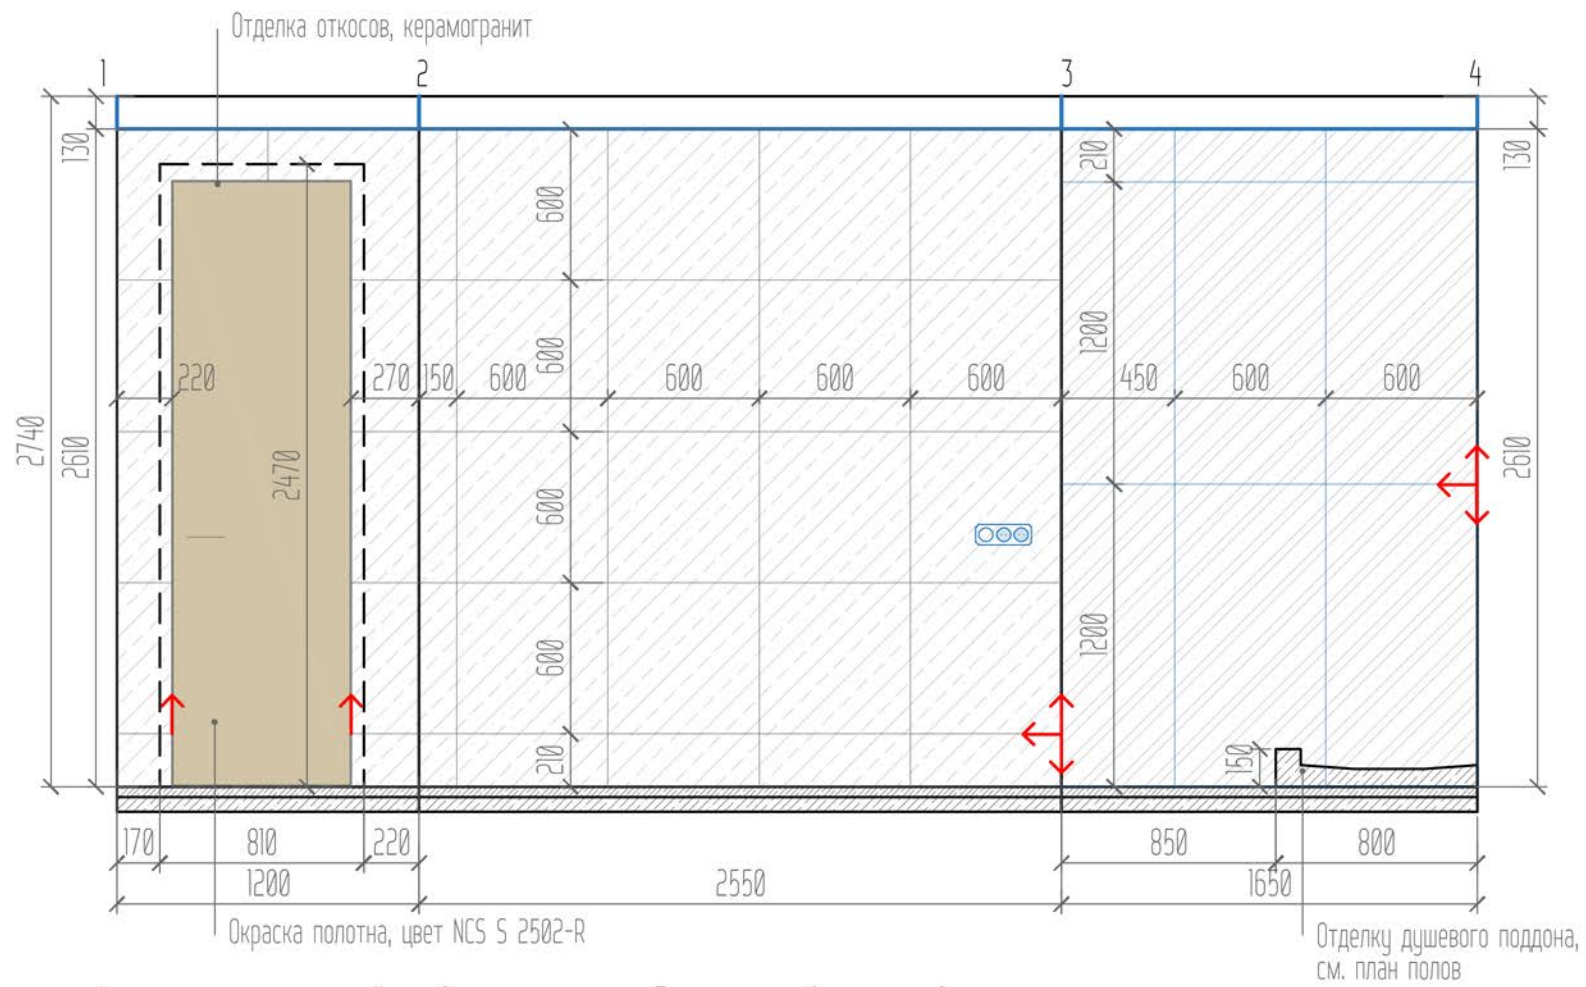 Отделка откосов, керамогранит
1 2 3 4
130 210 130
600
1200
600
220 270 150 600 600 600 600 450 600 600
2740 2610 2470 2610
600
1200
600
210 150
170 810 220 850 800
1200 2550 1650
Окраска полотна, цвет NCS S 2502-R
Отделку душевого поддона,
см. план полов